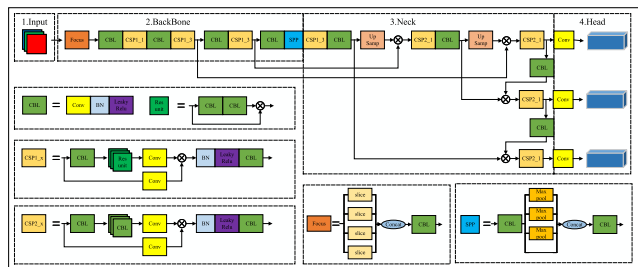 1.Input
2.BackBone
3.Neck
4.Head
Focus CBL CSP1_1 CBL CSP1_3 CBL CSP1_3 CBL SPP CSP1_3 CBL Up Samp CSP2_1 CBL Up Samp CSP2_1 Conv
CBL
CBL = Conv BN Leaky Relu Res unit = CBL CBL
CSP2_1 Conv
CBL
CSP1_x = CBL Res unit Conv BN Leaky Relu CBL
Conv
CSP2_1 Conv
CSP2_x = CBL CBL Conv BN Leaky Relu CBL
Conv
Focus = slice slice slice slice Concat CBL
SPP = CBL Max pool Max pool Max pool Concat CBL